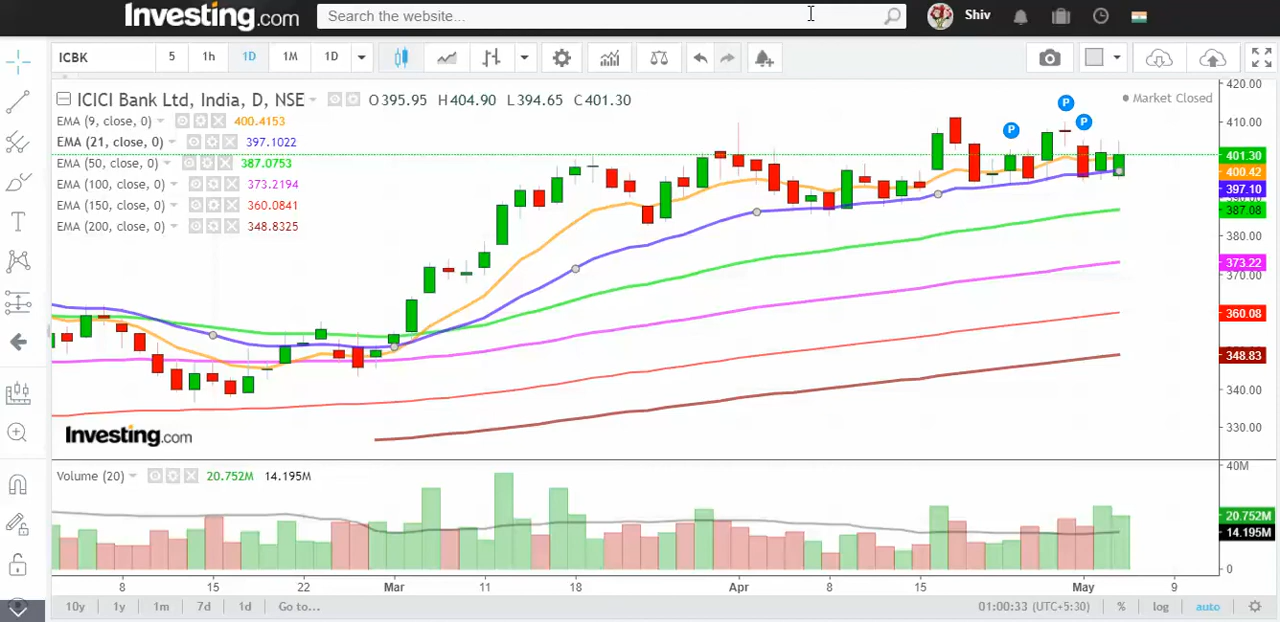 Investing.com Search the website... Shiv
ICBK 5 1h 1D 1M 1D
ICICI Bank Ltd, India, D, NSE O395.95 H404.90 L394.65 C401.30
Market Closed
EMA (9, close, 0) 400.4153
EMA (21, close, 0) 397.1022
EMA (50, close, 0) 387.0753
EMA (100, close, 0) 373.2194
EMA (150, close, 0) 360.0841
EMA (200, close, 0) 348.8325
P
P
P
420.00
410.00
401.30
400.42
397.10
387.08
380.00
373.22
370.00
360.08
348.83
340.00
330.00
Investing.com
Volume (20) 20.752M 14.195M
40M
20.752M
14.195M
0
8 15 22 Mar 11 18 Apr 8 15 May 9
10y 1y 1m 7d 1d Go to... 01:00:33 (UTC+5:30) % log auto